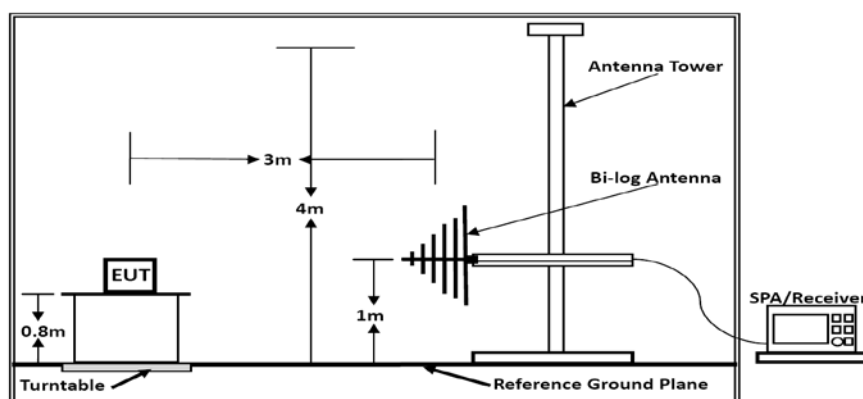 Antenna Tower
3m
Bi-log Antenna
4m
EUT
SPA/Receiver
0.8m
1m
Turntable
Reference Ground Plane